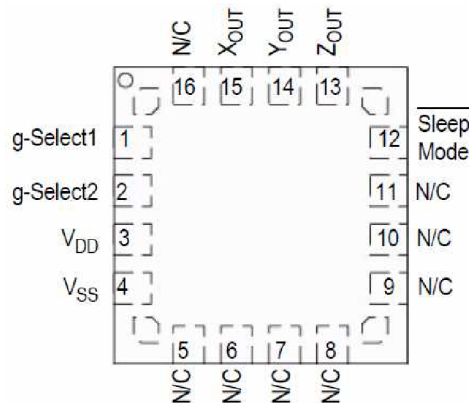 N/C XOUT YOUT ZOUT
16 15 14 13
g-Select1 1
g-Select2 2
VDD 3
VSS 4
12 Sleep
Mode
11 N/C
10 N/C
9 N/C
5 6 7 8
N/C N/C N/C N/C